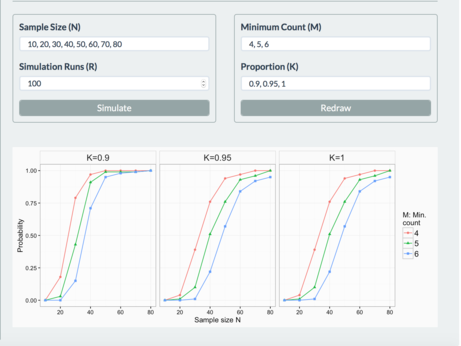 Sample Size (N)
10, 20, 30, 40, 50, 60, 70, 80
Simulation Runs (R)
100
Simulate
Minimum Count (M)
4, 5, 6
Proportion (K)
0.9, 0.95, 1
Redraw
K=0.9 K=0.95 K=1
1.00
0.75
0.50
0.25
0.00
Probability
20 40 60 80 20 40 60 80 20 40 60 80
Sample size N
M: Min.
count
4
5
6